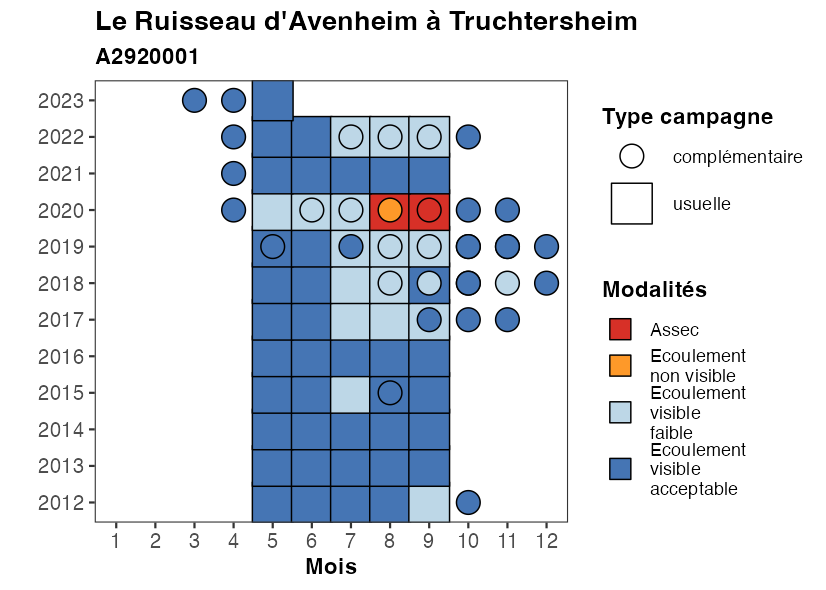 Le Ruisseau d'Avenheim à Truchtersheim
A2920001
2023
2022
2021
2020
2019
2018
2017
2016
2015
2014
2013
2012
1 2 3 4 5 6 7 8 9 10 11 12
Mois
Type campagne
complémentaire
usuelle
Modalités
Assec
Ecoulement
non visible
Ecoulement
visible
faible
Ecoulement
visible
acceptable